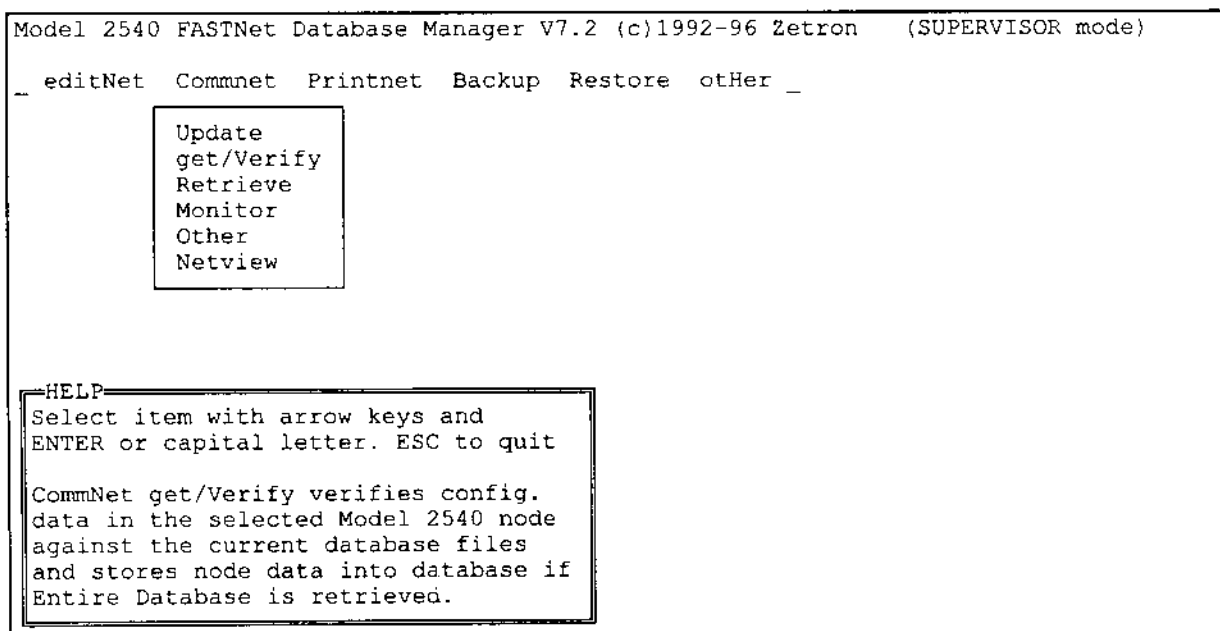 Model 2540 FASTNet Database Manager V7.2 (c)1992-96 Zetron (SUPERVISOR mode)
_ editNet Commnet Printnet Backup Restore otHer _
Update
get/Verify
Retrieve
Monitor
Other
Netview
HELP
Select item with arrow keys and
ENTER or capital letter. ESC to quit
CommNet get/Verify verifies config.
data in the selected Model 2540 node
against the current database files
and stores node data into database if
Entire Database is retrieved.